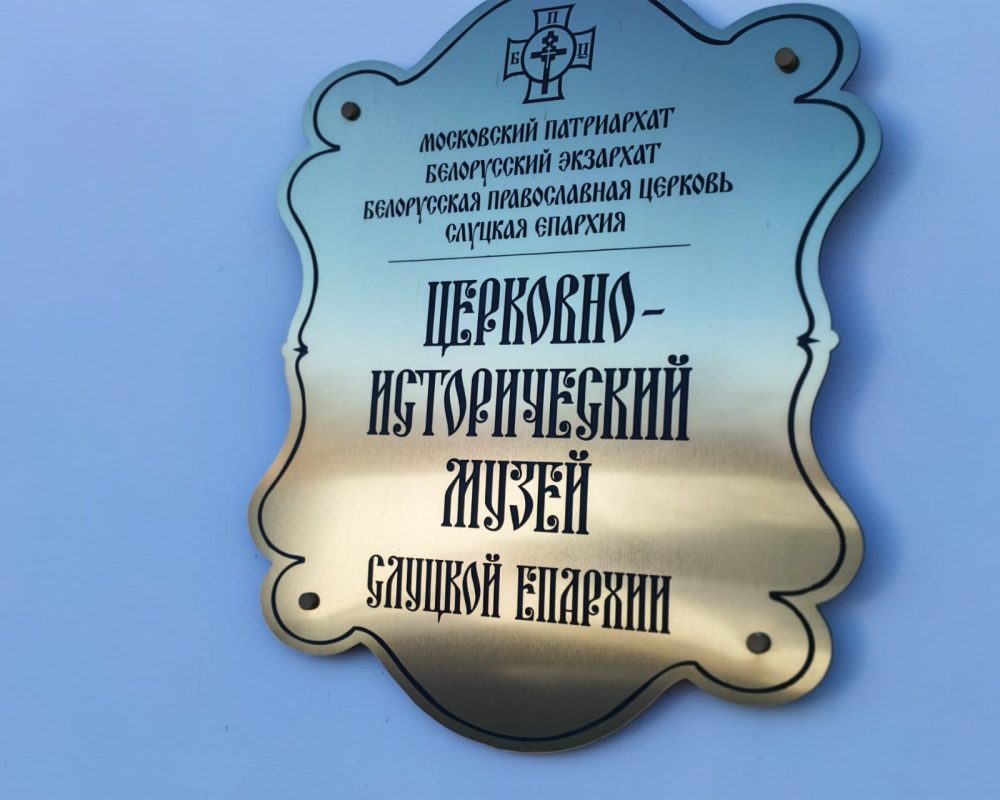 П
Б Ц
МОСКОВСКИЙ ПАТРИАРХАТ
БЕЛОРУССКИЙ ЭКЗАРХАТ
БЕЛОРУССКАЯ ПРАВОСЛАВНАЯ ЦЕРКОВЬ
СЛУЦКАЯ ЕПАРХИЯ
ЦЕРКОВНО-
ИСТОРИЧЕСКИЙ
МУЗЕЙ
СЛУЦКОЙ ЕПАРХИИ